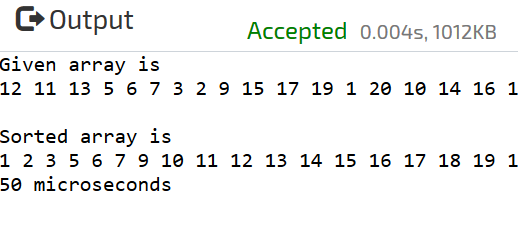 Output
Accepted 0.004s, 1012KB
Given array is
12 11 13 5 6 7 3 2 9 15 17 19 1 20 10 14 16 1
Sorted array is
1 2 3 5 6 7 9 10 11 12 13 14 15 16 17 18 19 1
50 microseconds